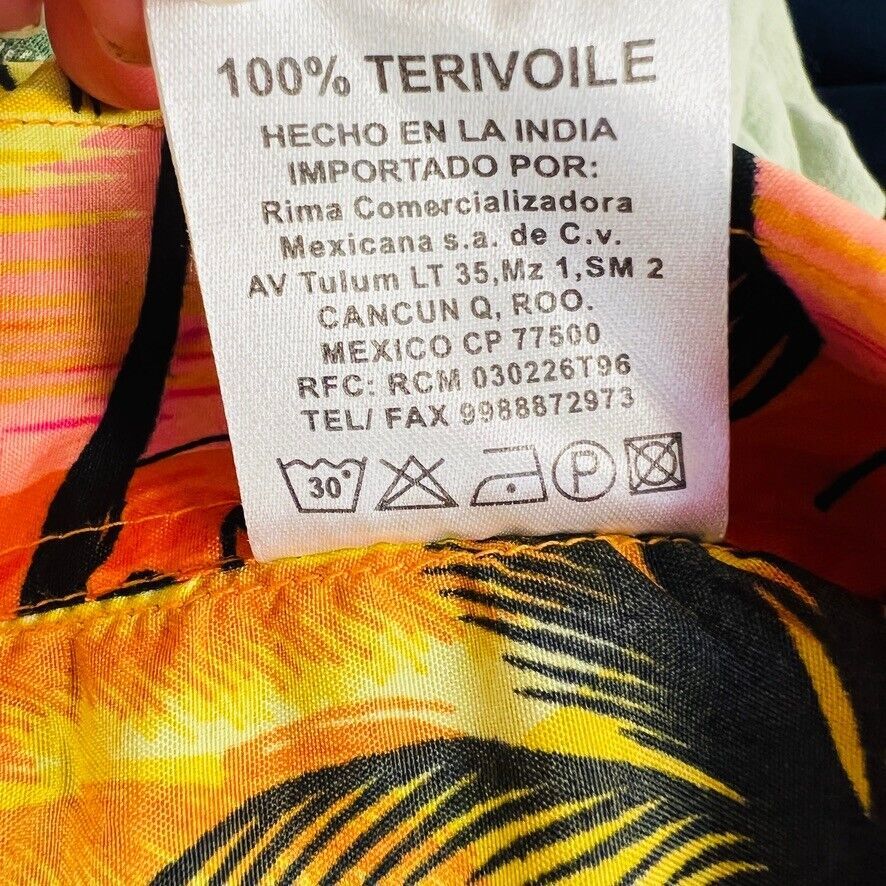 100% TERIVOILE
HECHO EN LA INDIA
IMPORTADO POR:
Rima Comercializadora
Mexicana s.a. de C.v.
AV Tulum LT 35,Mz 1,SM 2
CANCUN Q, ROO.
MEXICO CP 77500
RFC: RCM 030226T96
TEL/ FAX 9988872973
30° P